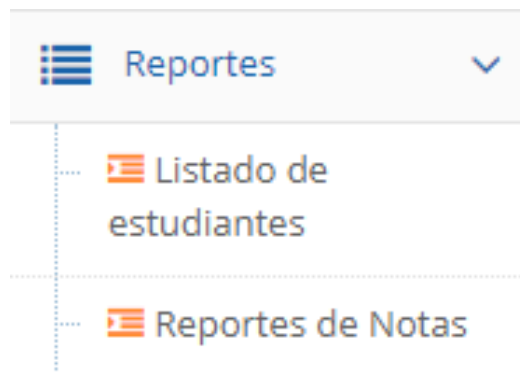 Reportes
Listado de
estudiantes
Reportes de Notas